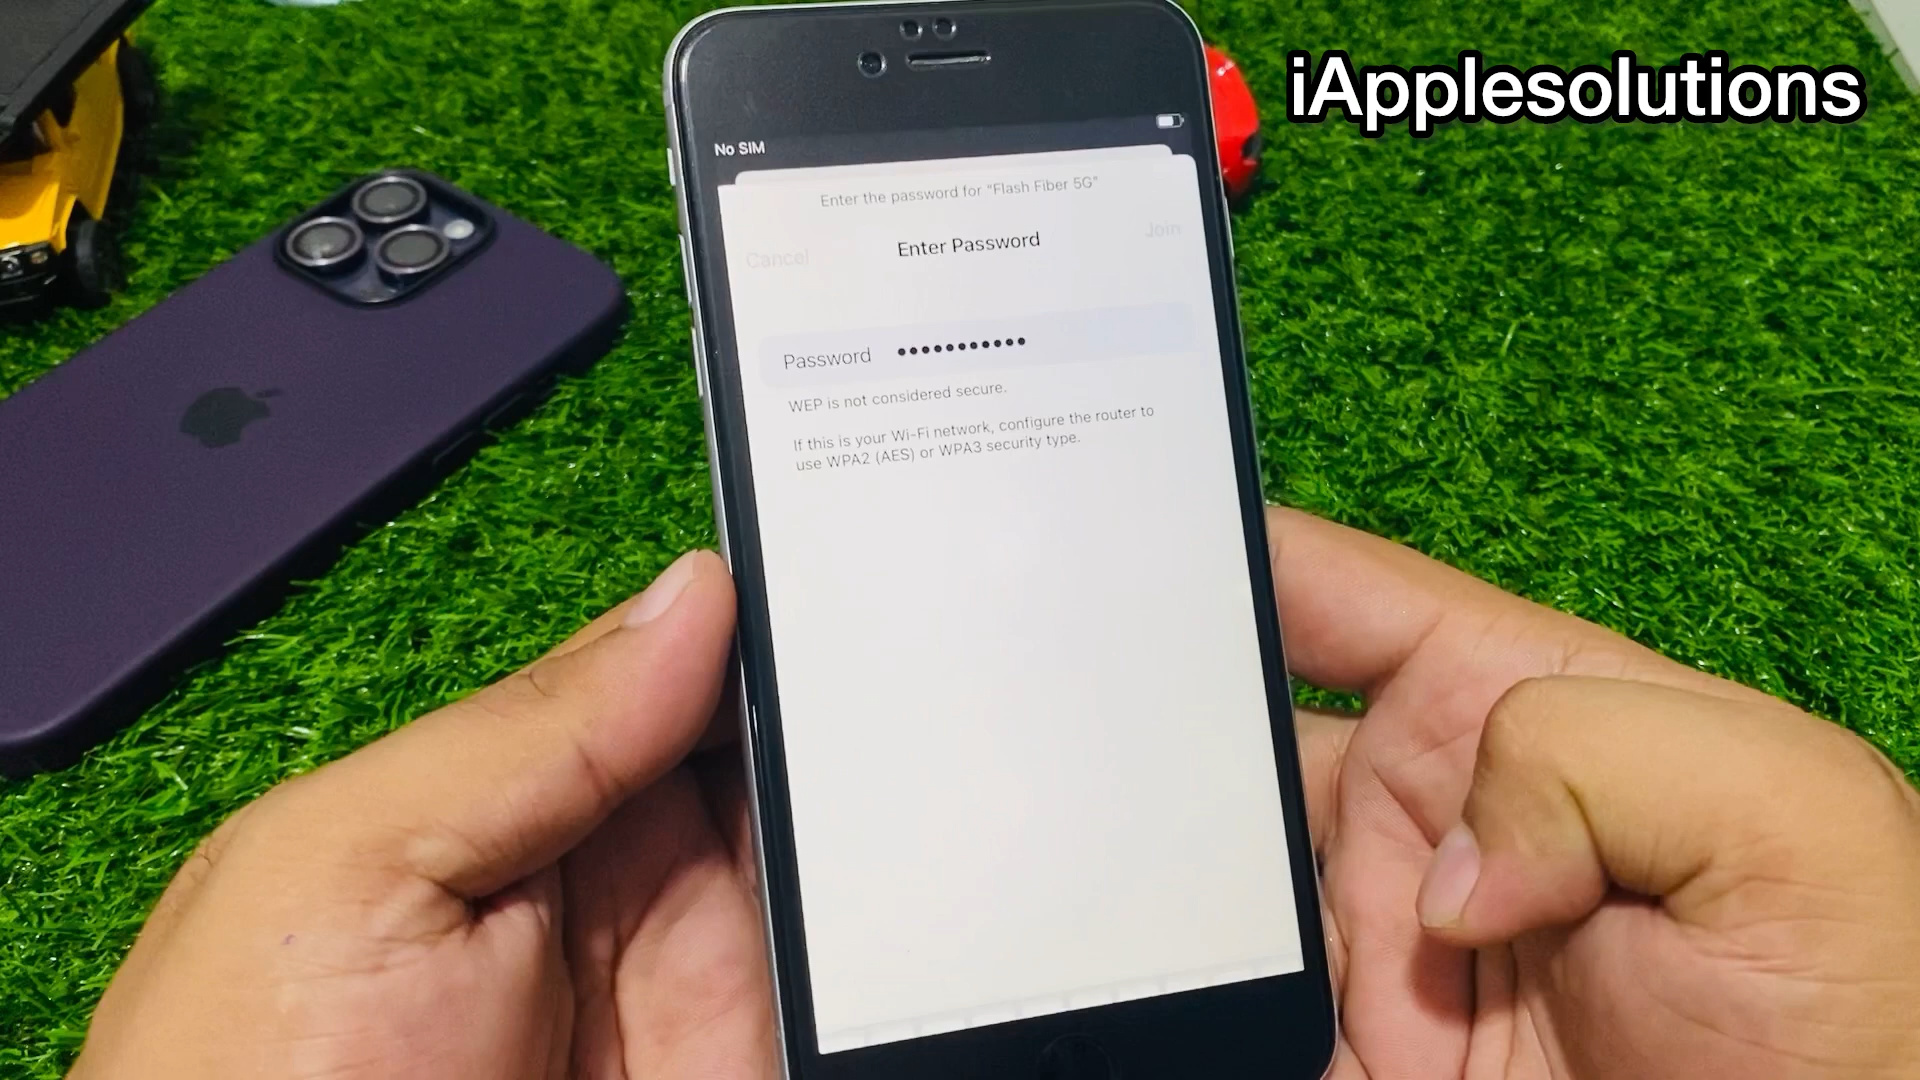 iApplesolutions
No SIM
Enter the password for “Flash Fiber 5G”
Cancel
Enter Password
Join
Password ●●●●●●●●●●●
WEP is not considered secure.
If this is your Wi-Fi network, configure the router to
use WPA2 (AES) or WPA3 security type.